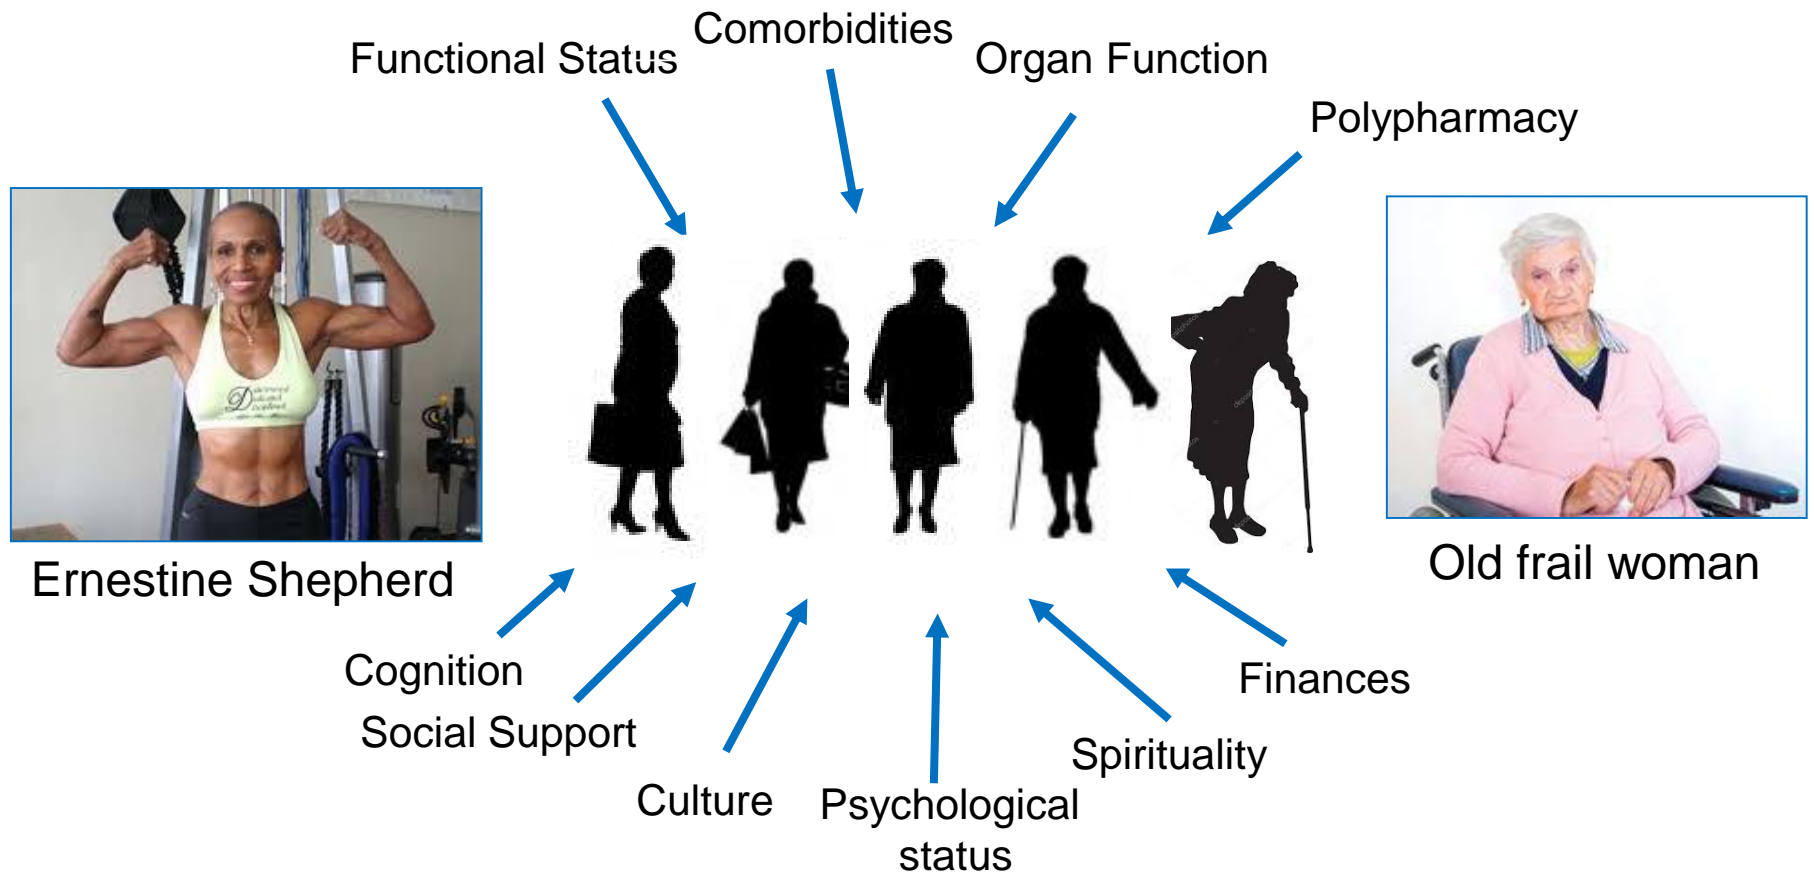 Comorbidities
Functional Status
Organ Function
Polypharmacy
Ernestine Shepherd
Old frail woman
Cognition
Finances
Social Support
Spirituality
Culture
Psychological
status